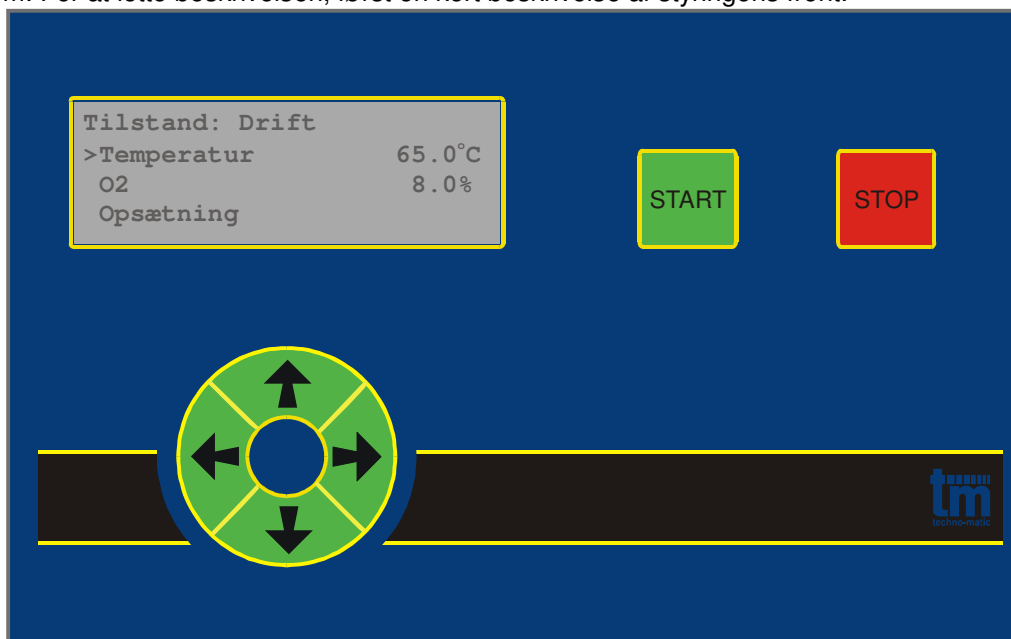 Tilstand: Drift
>Temperatur 65.0°C
O2 8.0%
Opsætning
START
STOP
tm
techno-matic